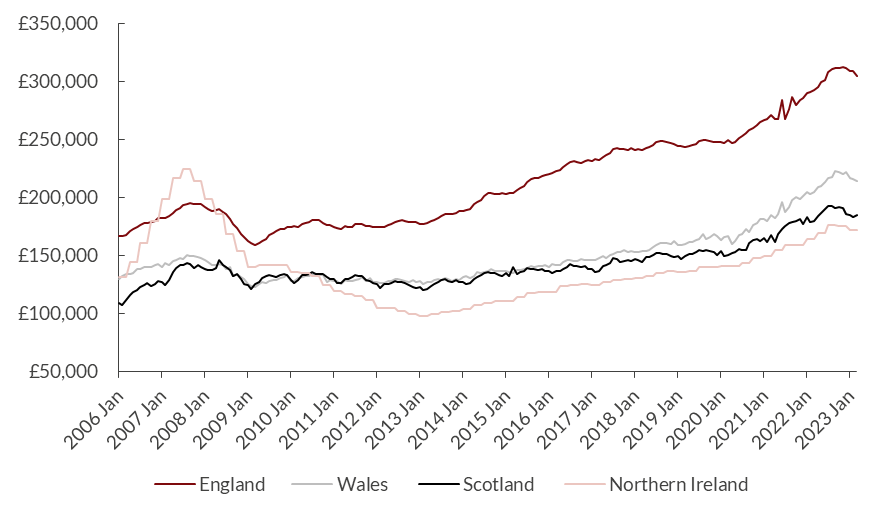 £350,000
£300,000
£250,000
£200,000
£150,000
£100,000
£50,000
2006 Jan
2007 Jan
2008 Jan
2009 Jan
2010 Jan
2011 Jan
2012 Jan
2013 Jan
2014 Jan
2015 Jan
2016 Jan
2017 Jan
2018 Jan
2019 Jan
2020 Jan
2021 Jan
2022 Jan
2023 Jan
England Wales Scotland Northern Ireland